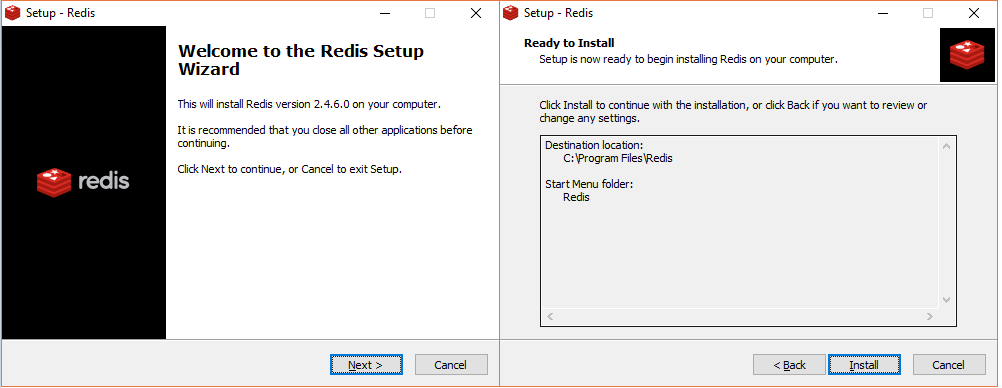 Setup - Redis
Welcome to the Redis Setup
Wizard
This will install Redis version 2.4.6.0 on your computer.
It is recommended that you close all other applications before
continuing.
Click Next to continue, or Cancel to exit Setup.
redis
Next >
Cancel
Setup - Redis
Ready to Install
Setup is now ready to begin installing Redis on your computer.
Click Install to continue with the installation, or click Back if you want to review or
change any settings.
Destination location:
C:\Program Files\Redis
Start Menu folder:
Redis
< Back
Install
Cancel